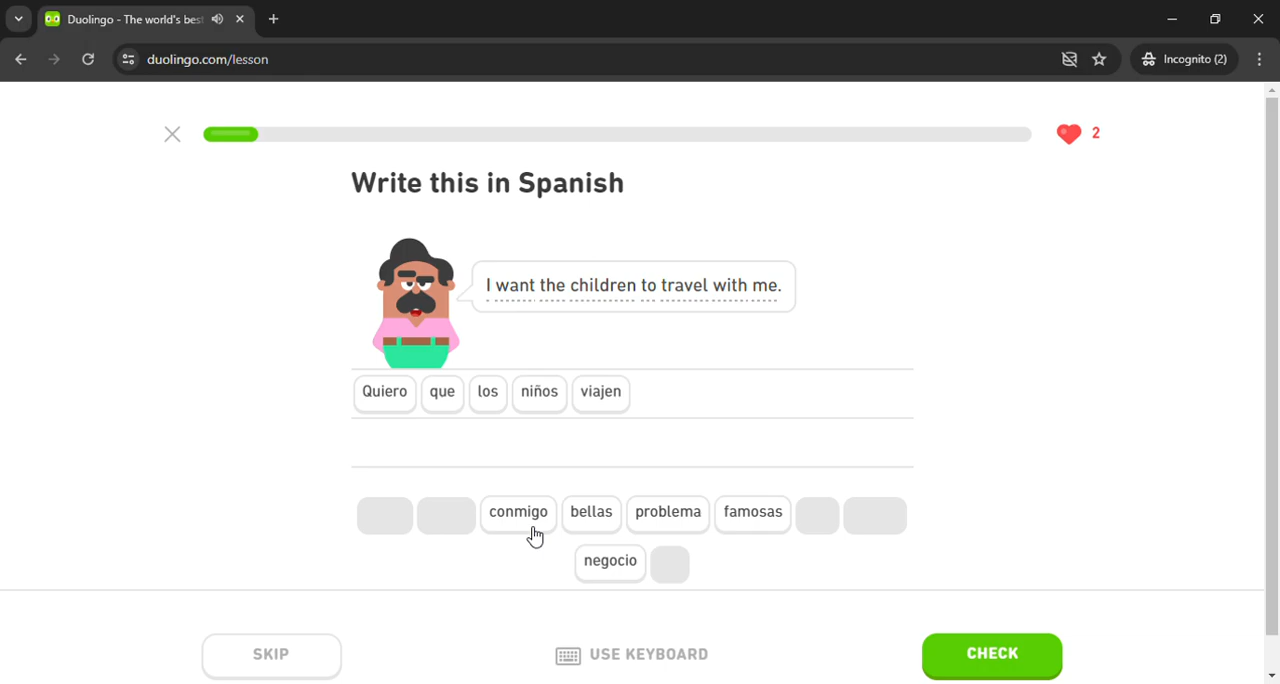 Duolingo - The world's bes
duolingo.com/lesson
Incognito (2)
2
Write this in Spanish
I want the children to travel with me.
Quiero que los niños viajen
conmigo bellas problema famosas
negocio
SKIP USE KEYBOARD CHECK